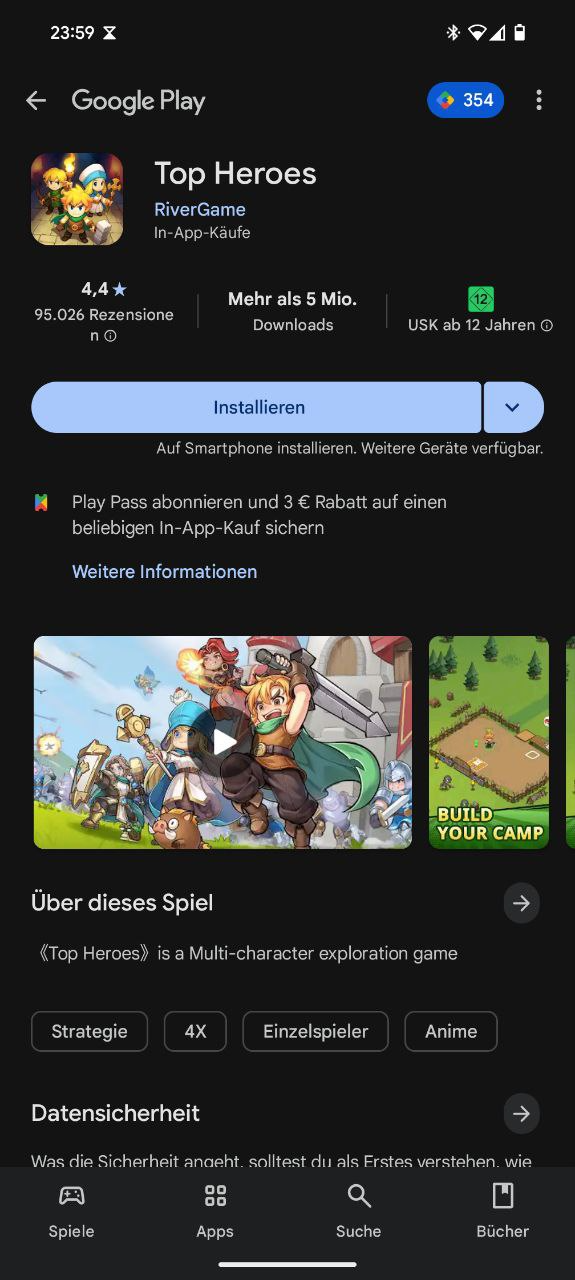 23:59
Google Play
354
Top Heroes
RiverGame
In-App-Käufe
4,4 ★
95.026 Rezensione
n
Mehr als 5 Mio.
Downloads
12
USK ab 12 Jahren
Installieren
Auf Smartphone installieren. Weitere Geräte verfügbar.
Play Pass abonnieren und 3 € Rabatt auf einen
beliebigen In-App-Kauf sichern
Weitere Informationen
BUILD
YOUR CAMP
Über dieses Spiel
《Top Heroes》is a Multi-character exploration game
Strategie
4X
Einzelspieler
Anime
Datensicherheit
Was die Sicherheit angeht, solltest du als Erstes verstehen, wie
Spiele
Apps
Suche
Bücher